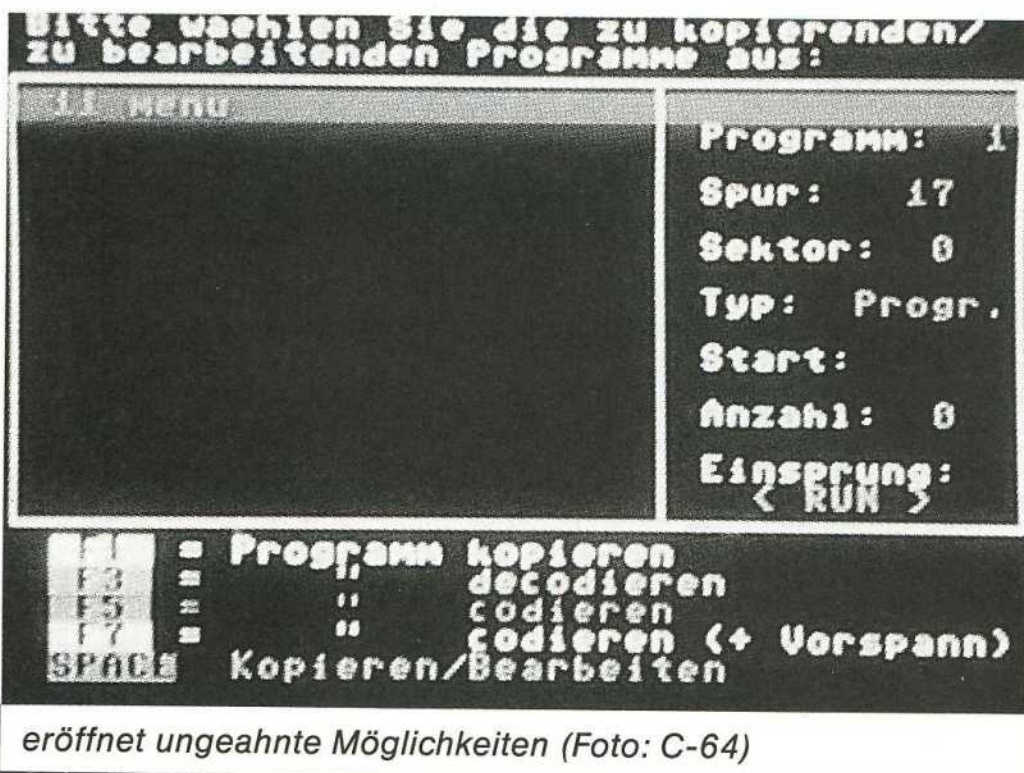 Bitte waehlen Sie die zu kopierenden/
zu bearbeitenden Programme aus:
Menu
Programm: 1
Spur: 17
Sektor: 0
Typ: Progr.
Start:
Anzahl: 0
Einsprung:
< RUN >
F1 = Programm kopieren
F3 = " decodieren
F5 = " codieren
F7 = " codieren (+ Vorspann)
SPACE Kopieren/Bearbeiten
eröffnet ungeahnte Möglichkeiten (Foto: C-64)